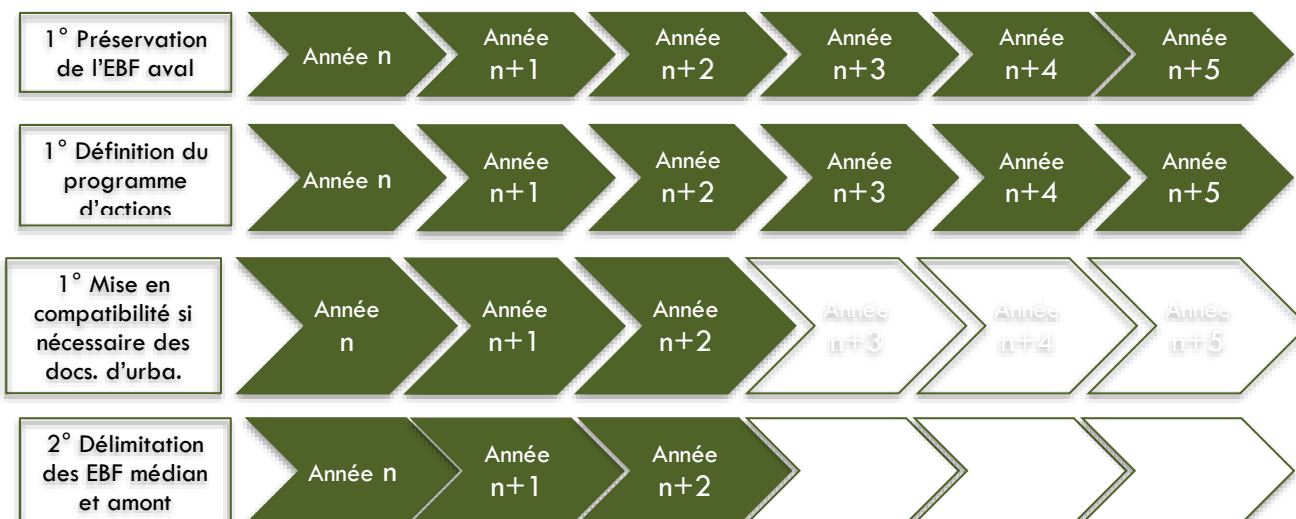 1° Préservation
de l'EBF aval
Année n
Année
n+1
Année
n+2
Année
n+3
Année
n+4
Année
n+5
1° Définition du
programme
d'actions
Année n
Année
n+1
Année
n+2
Année
n+3
Année
n+4
Année
n+5
1° Mise en
compatibilité si
nécessaire des
docs. d'urba.
Année
n
Année
n+1
Année
n+2
Année
n+3
Année
n+4
Année
n+5
2° Délimitation
des EBF médian
et amont
Année n
Année
n+1
Année
n+2